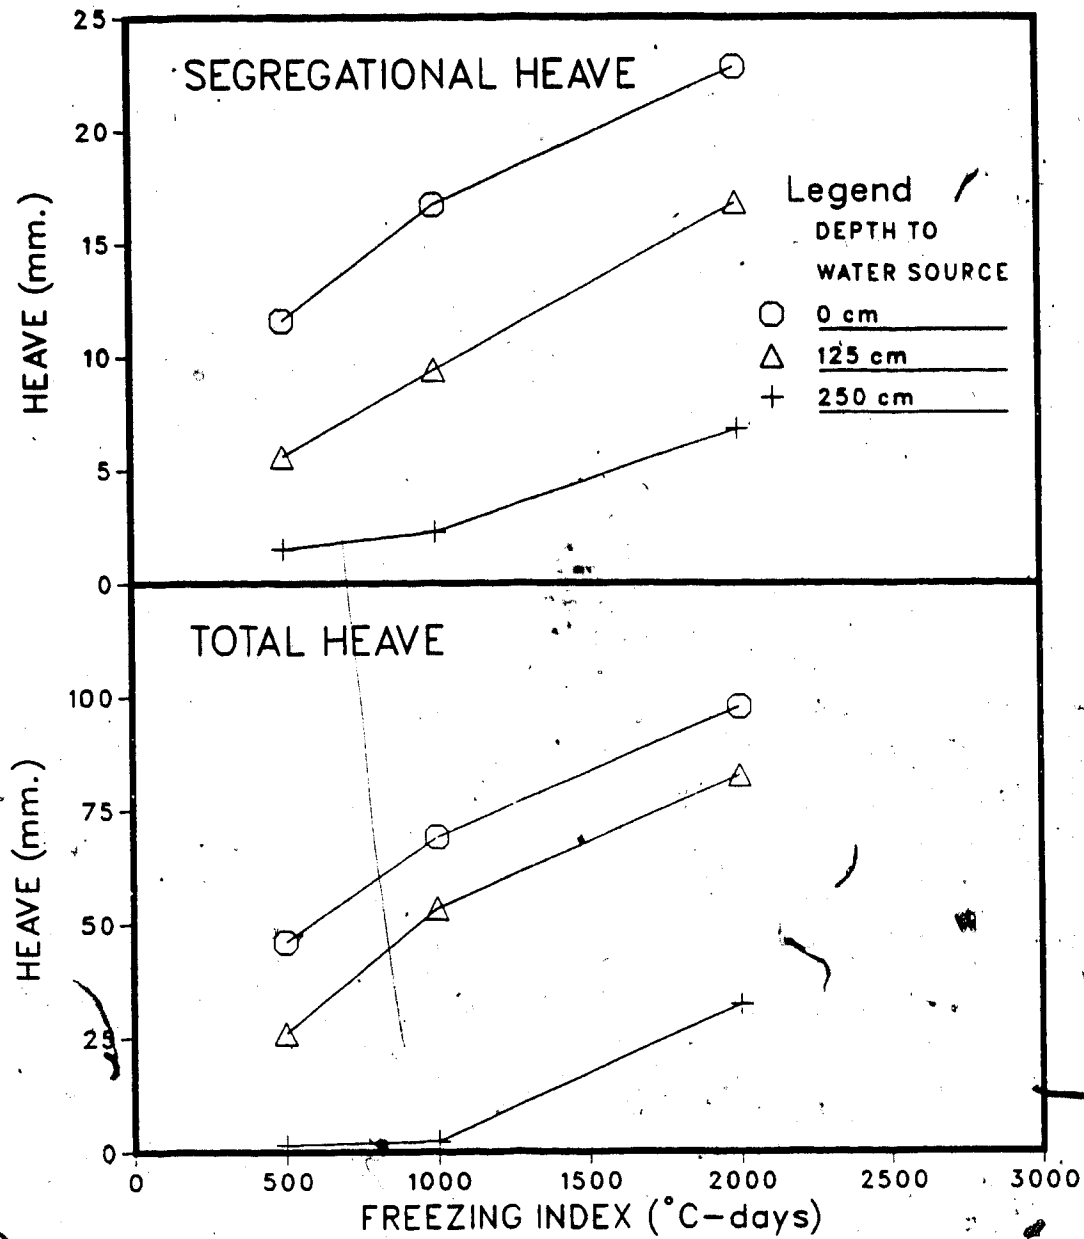 25
SEGREGATIONAL HEAVE
20
15
10
5
0
HEAVE (mm.)
Legend
DEPTH TO
WATER SOURCE
0 cm
125 cm
250 cm
TOTAL HEAVE
100
75
50
25
0
HEAVE (mm.)
0 500 1000 1500 2000 2500 3000
FREEZING INDEX (°C-days)